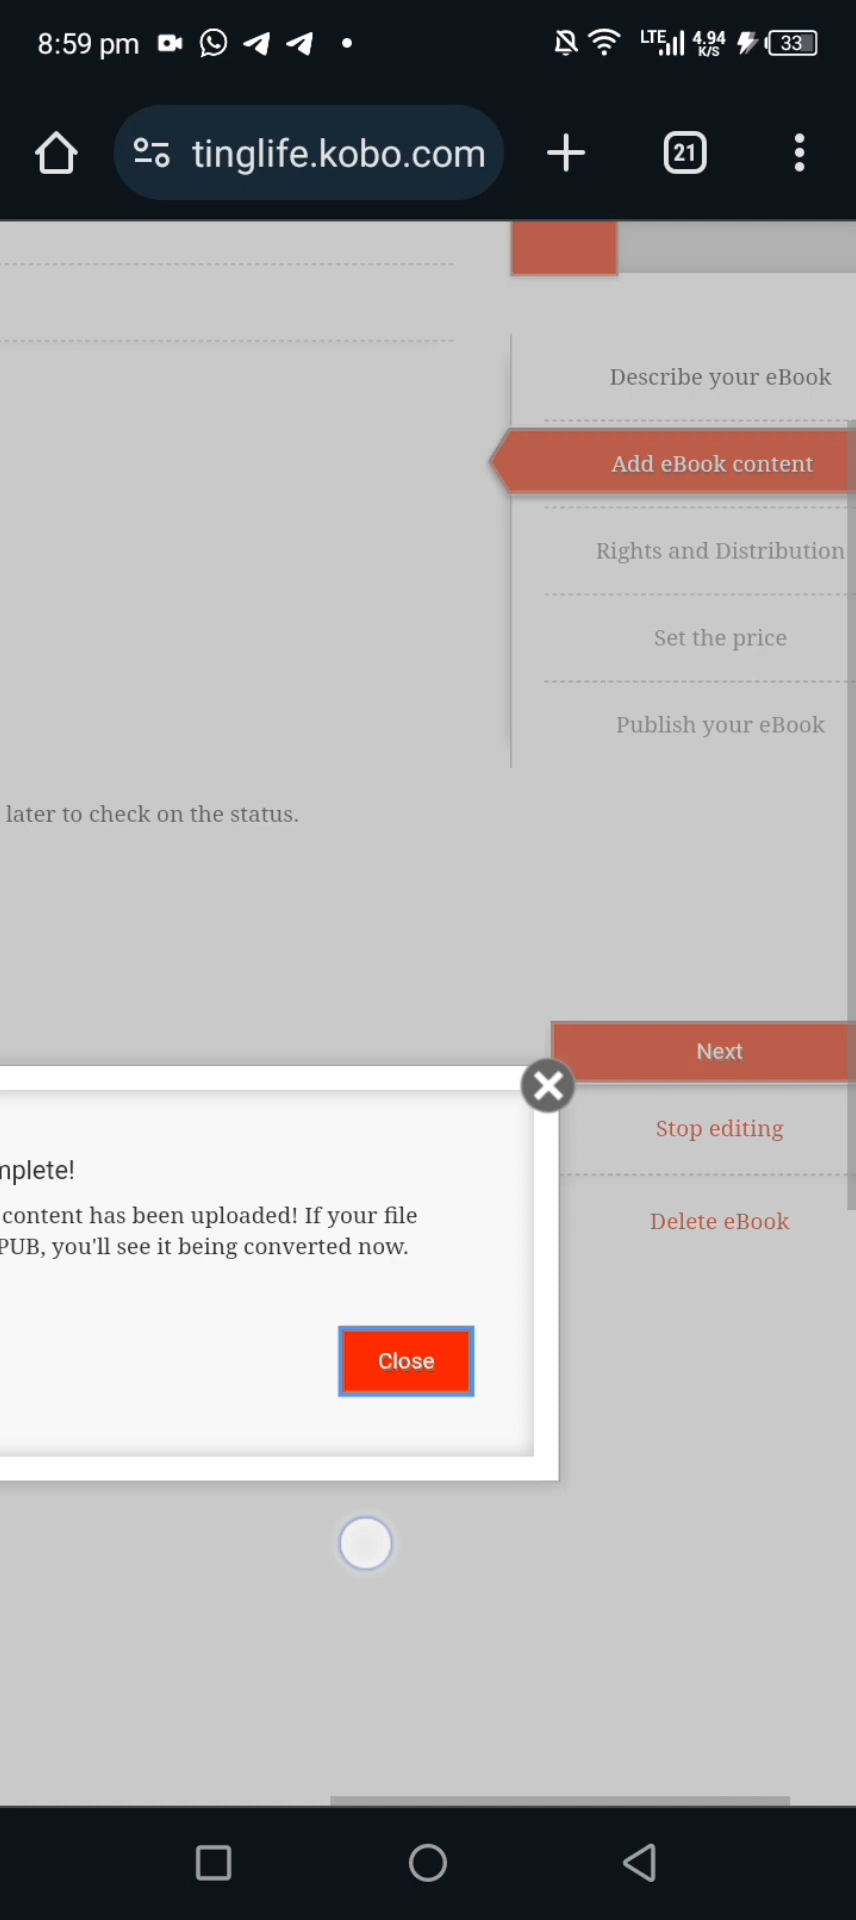 8:59 pm
LTE 4.94 K/S 33
tinglife.kobo.com
21
Describe your eBook
Add eBook content
Rights and Distribution
Set the price
Publish your eBook
later to check on the status.
Next
Stop editing
mplete!
content has been uploaded! If your file
PUB, you'll see it being converted now.
Delete eBook
Close